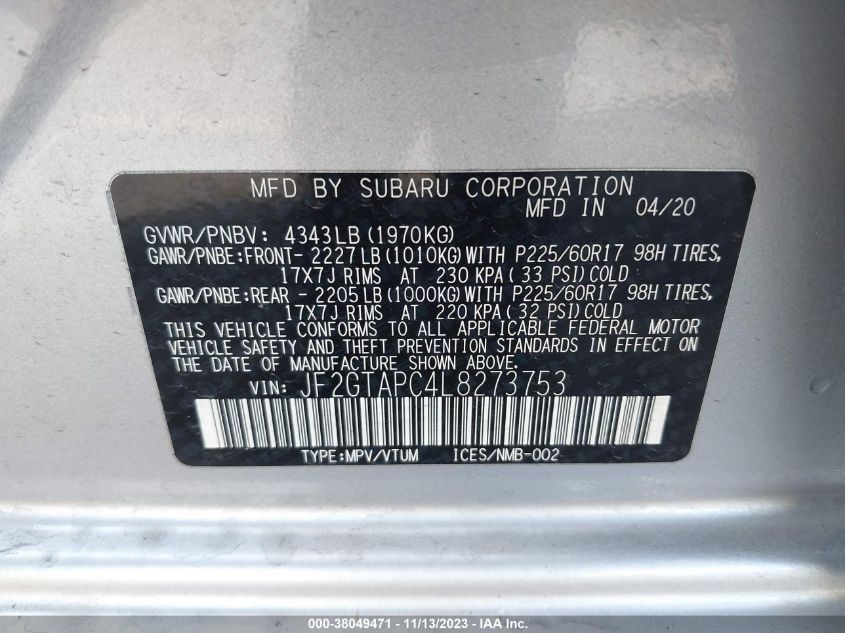 MFD BY SUBARU CORPORATION
MFD IN 04/20
GVWR/PNBV: 4343LB (1970KG)
GAWR/PNBE:FRONT- 2227 LB (1010KG) WITH P225/60R17 98H TIRES,
17X7J RIMS AT 230 KPA ( 33 PSI) COLD
GAWR/PNBE:REAR - 2205 LB (1000KG) WITH P225/60R17 98H TIRES,
17X7J RIMS AT 220 KPA ( 32 PSI) COLD
THIS VEHICLE CONFORMS TO ALL APPLICABLE FEDERAL MOTOR
VEHICLE SAFETY AND THEFT PREVENTION STANDARDS IN EFFECT ON
THE DATE OF MANUFACTURE SHOWN ABOVE.
VIN: JF2GTAPC4L8273753
TYPE:MPV/VTUM ICES/NMB-002
000-38049471 - 11/13/2023 - IAA Inc.